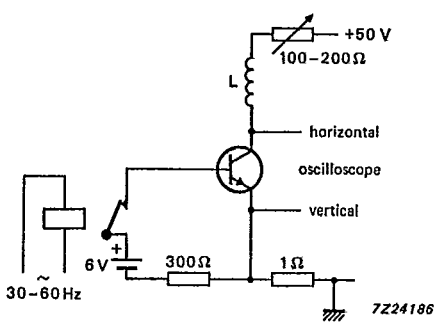 +50 V
100–200Ω
L
horizontal
oscilloscope
vertical
+
6V
300Ω
1Ω
~
30–60Hz
7Z24186